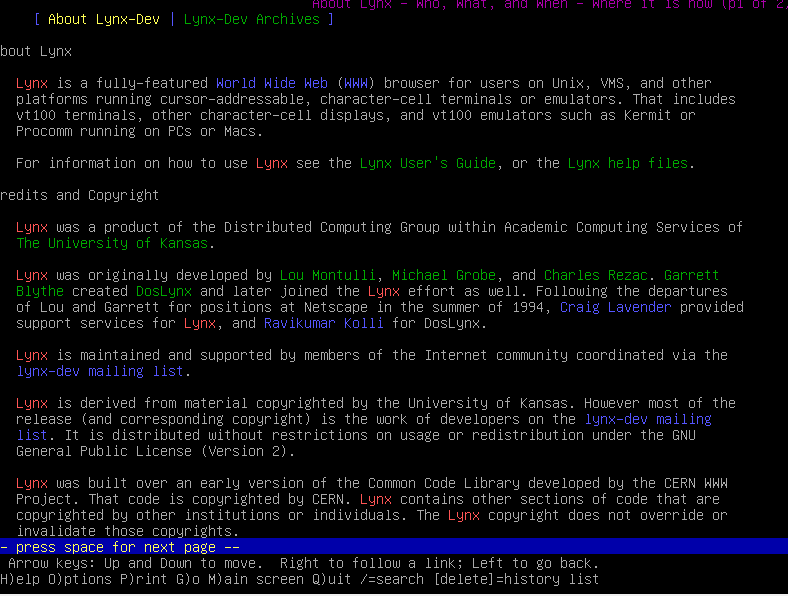 About Lynx - Who, What, and When - Where it is now (p1 of 2)
[ About Lynx-Dev | Lynx-Dev Archives ]
bout Lynx
Lynx is a fully-featured World Wide Web (WWW) browser for users on Unix, VMS, and other
platforms running cursor-addressable, character-cell terminals or emulators. That includes
vt100 terminals, other character-cell displays, and vt100 emulators such as Kermit or
Procomm running on PCs or Macs.
For information on how to use Lynx see the Lynx User's Guide, or the Lynx help files.
redits and Copyright
Lynx was a product of the Distributed Computing Group within Academic Computing Services of
The University of Kansas.
Lynx was originally developed by Lou Montulli, Michael Grobe, and Charles Rezac. Garrett
Blythe created DosLynx and later joined the Lynx effort as well. Following the departures
of Lou and Garrett for positions at Netscape in the summer of 1994, Craig Lavender provided
support services for Lynx, and Ravikumar Kolli for DosLynx.
Lynx is maintained and supported by members of the Internet community coordinated via the
lynx-dev mailing list.
Lynx is derived from material copyrighted by the University of Kansas. However most of the
release (and corresponding copyright) is the work of developers on the lynx-dev mailing
list. It is distributed without restrictions on usage or redistribution under the GNU
General Public License (Version 2).
Lynx was built over an early version of the Common Code Library developed by the CERN WWW
Project. That code is copyrighted by CERN. Lynx contains other sections of code that are
copyrighted by other institutions or individuals. The Lynx copyright does not override or
invalidate those copyrights.
- press space for next page --
Arrow keys: Up and Down to move.  Right to follow a link; Left to go back.
H)elp O)ptions P)rint G)o M)ain screen Q)uit /=search [delete]=history list